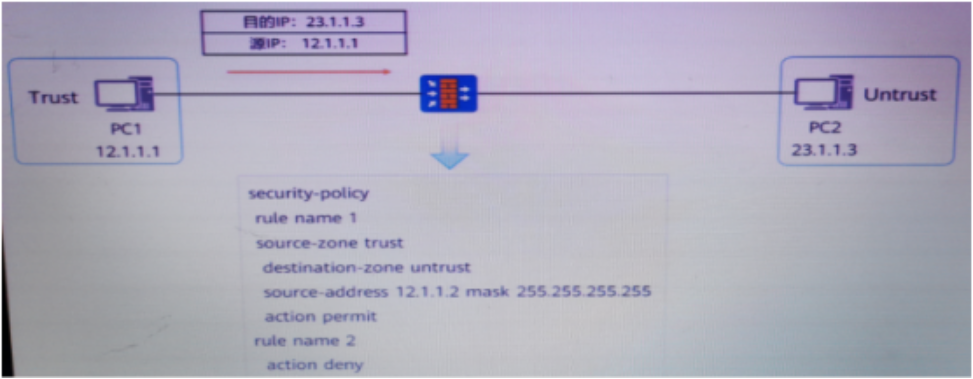 目的IP: 23.1.1.3
源IP: 12.1.1.1
Trust
PC1
12.1.1.1
Untrust
PC2
23.1.1.3
security-policy
rule name 1
source-zone trust
destination-zone untrust
source-address 12.1.1.2 mask 255.255.255.255
action permit
rule name 2
action deny